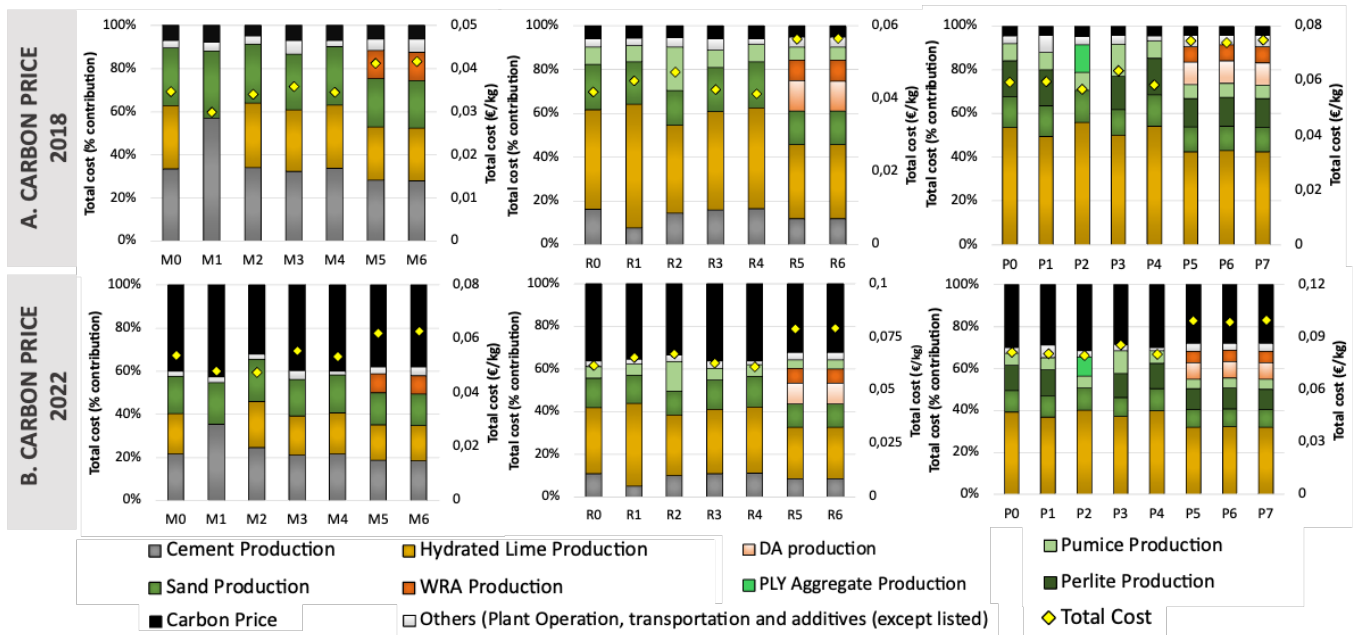 A. CARBON PRICE
2018
Total cost (% contribution)
100%
80%
60%
40%
20%
0%
M0 M1 M2 M3 M4 M5 M6
0,05
0,04
0,03
0,02
0,01
0
Total cost (€/kg)
Total cost (% contribution)
100%
80%
60%
40%
20%
0%
R0 R1 R2 R3 R4 R5 R6
0,06
0,04
0,02
0
Total cost (€/kg)
Total cost (% contribution)
100%
80%
60%
40%
20%
0%
P0 P1 P2 P3 P4 P5 P6 P7
0,08
0,06
0,04
0,02
0
Total cost (€/kg)
B. CARBON PRICE
2022
Total cost (% contribution)
100%
80%
60%
40%
20%
0%
M0 M1 M2 M3 M4 M5 M6
0,08
0,06
0,04
0,02
0
Total cost (€/kg)
Total cost (% contribution)
100%
80%
60%
40%
20%
0%
R0 R1 R2 R3 R4 R5 R6
0,1
0,075
0,05
0,025
0
Total cost (€/kg)
Total cost (% contribution)
100%
80%
60%
40%
20%
0%
P0 P1 P2 P3 P4 P5 P6 P7
0,12
0,09
0,06
0,03
0
Total cost (€/kg)
Cement Production
Hydrated Lime Production
DA production
Pumice Production
Sand Production
WRA Production
PLY Aggregate Production
Perlite Production
Carbon Price
Others (Plant Operation, transportation and additives (except listed)
Total Cost